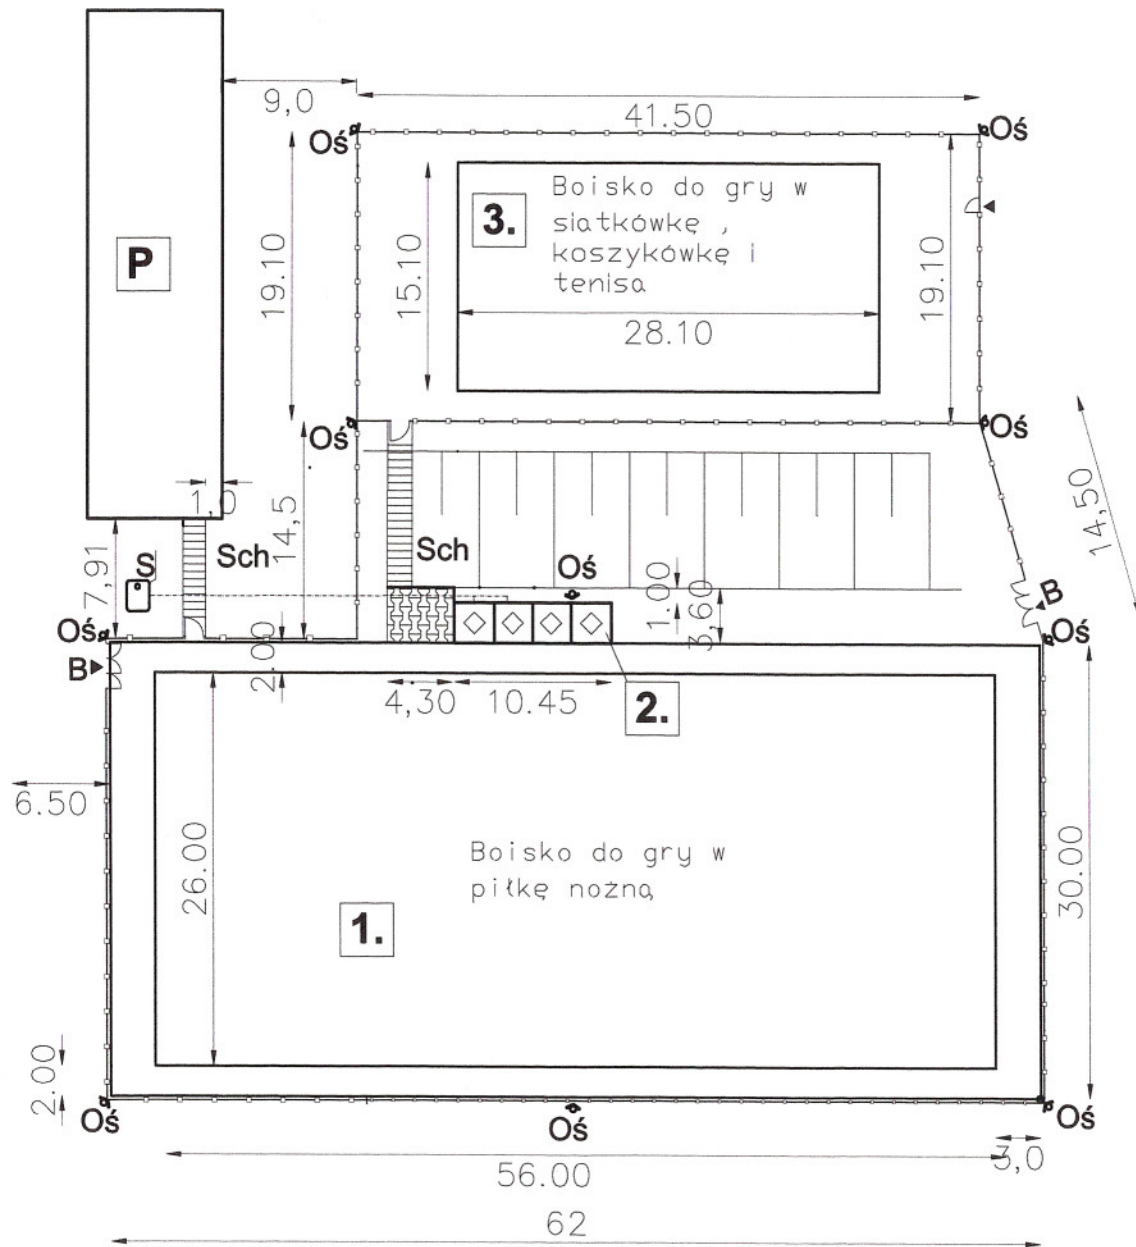 9,0
41.50
Oś
Oś
Boisko do gry w
siatkówkę ,
koszykówkę i
tenisa
3.
P
19.10
15.10
19.10
28.10
Oś
Oś
1,0
14,5
14,50
Sch
Sch
S
7,91
Oś
1.00
3,60
B
Oś
Oś
B
2.00
4,30
10.45
2.
6.50
26.00
Boisko do gry w
piłkę nożną
1.
30.00
2.00
Oś
Oś
Oś
3,0
56.00
62